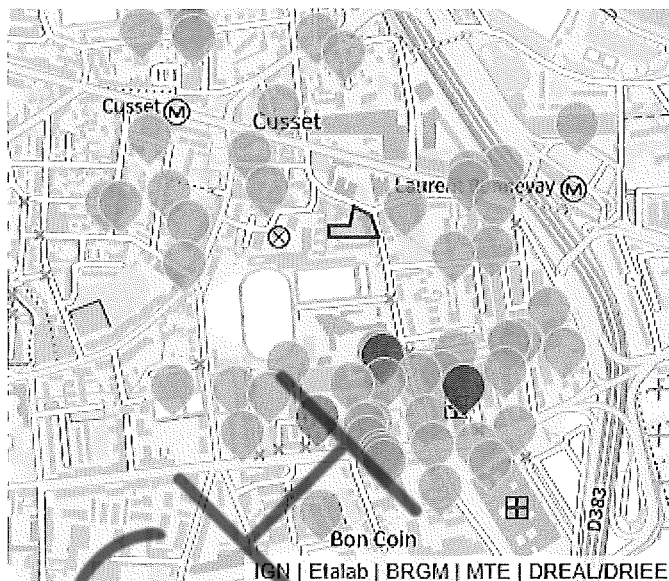 Cusset M
Cusset
Laurent Bonnevay M
D383
Bon Coin
IGN | Etalab | BRGM | MTE | DREAL/DRIEE